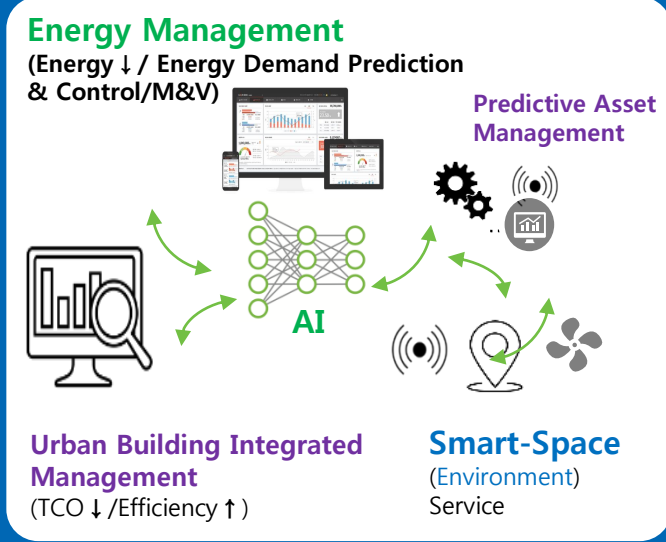 Energy Management
(Energy↓/ Energy Demand Prediction
& Control/M&V)
Predictive Asset
Management
AI
Urban Building Integrated
Management
(TCO↓/Efficiency↑)
Smart-Space
(Environment)
Service